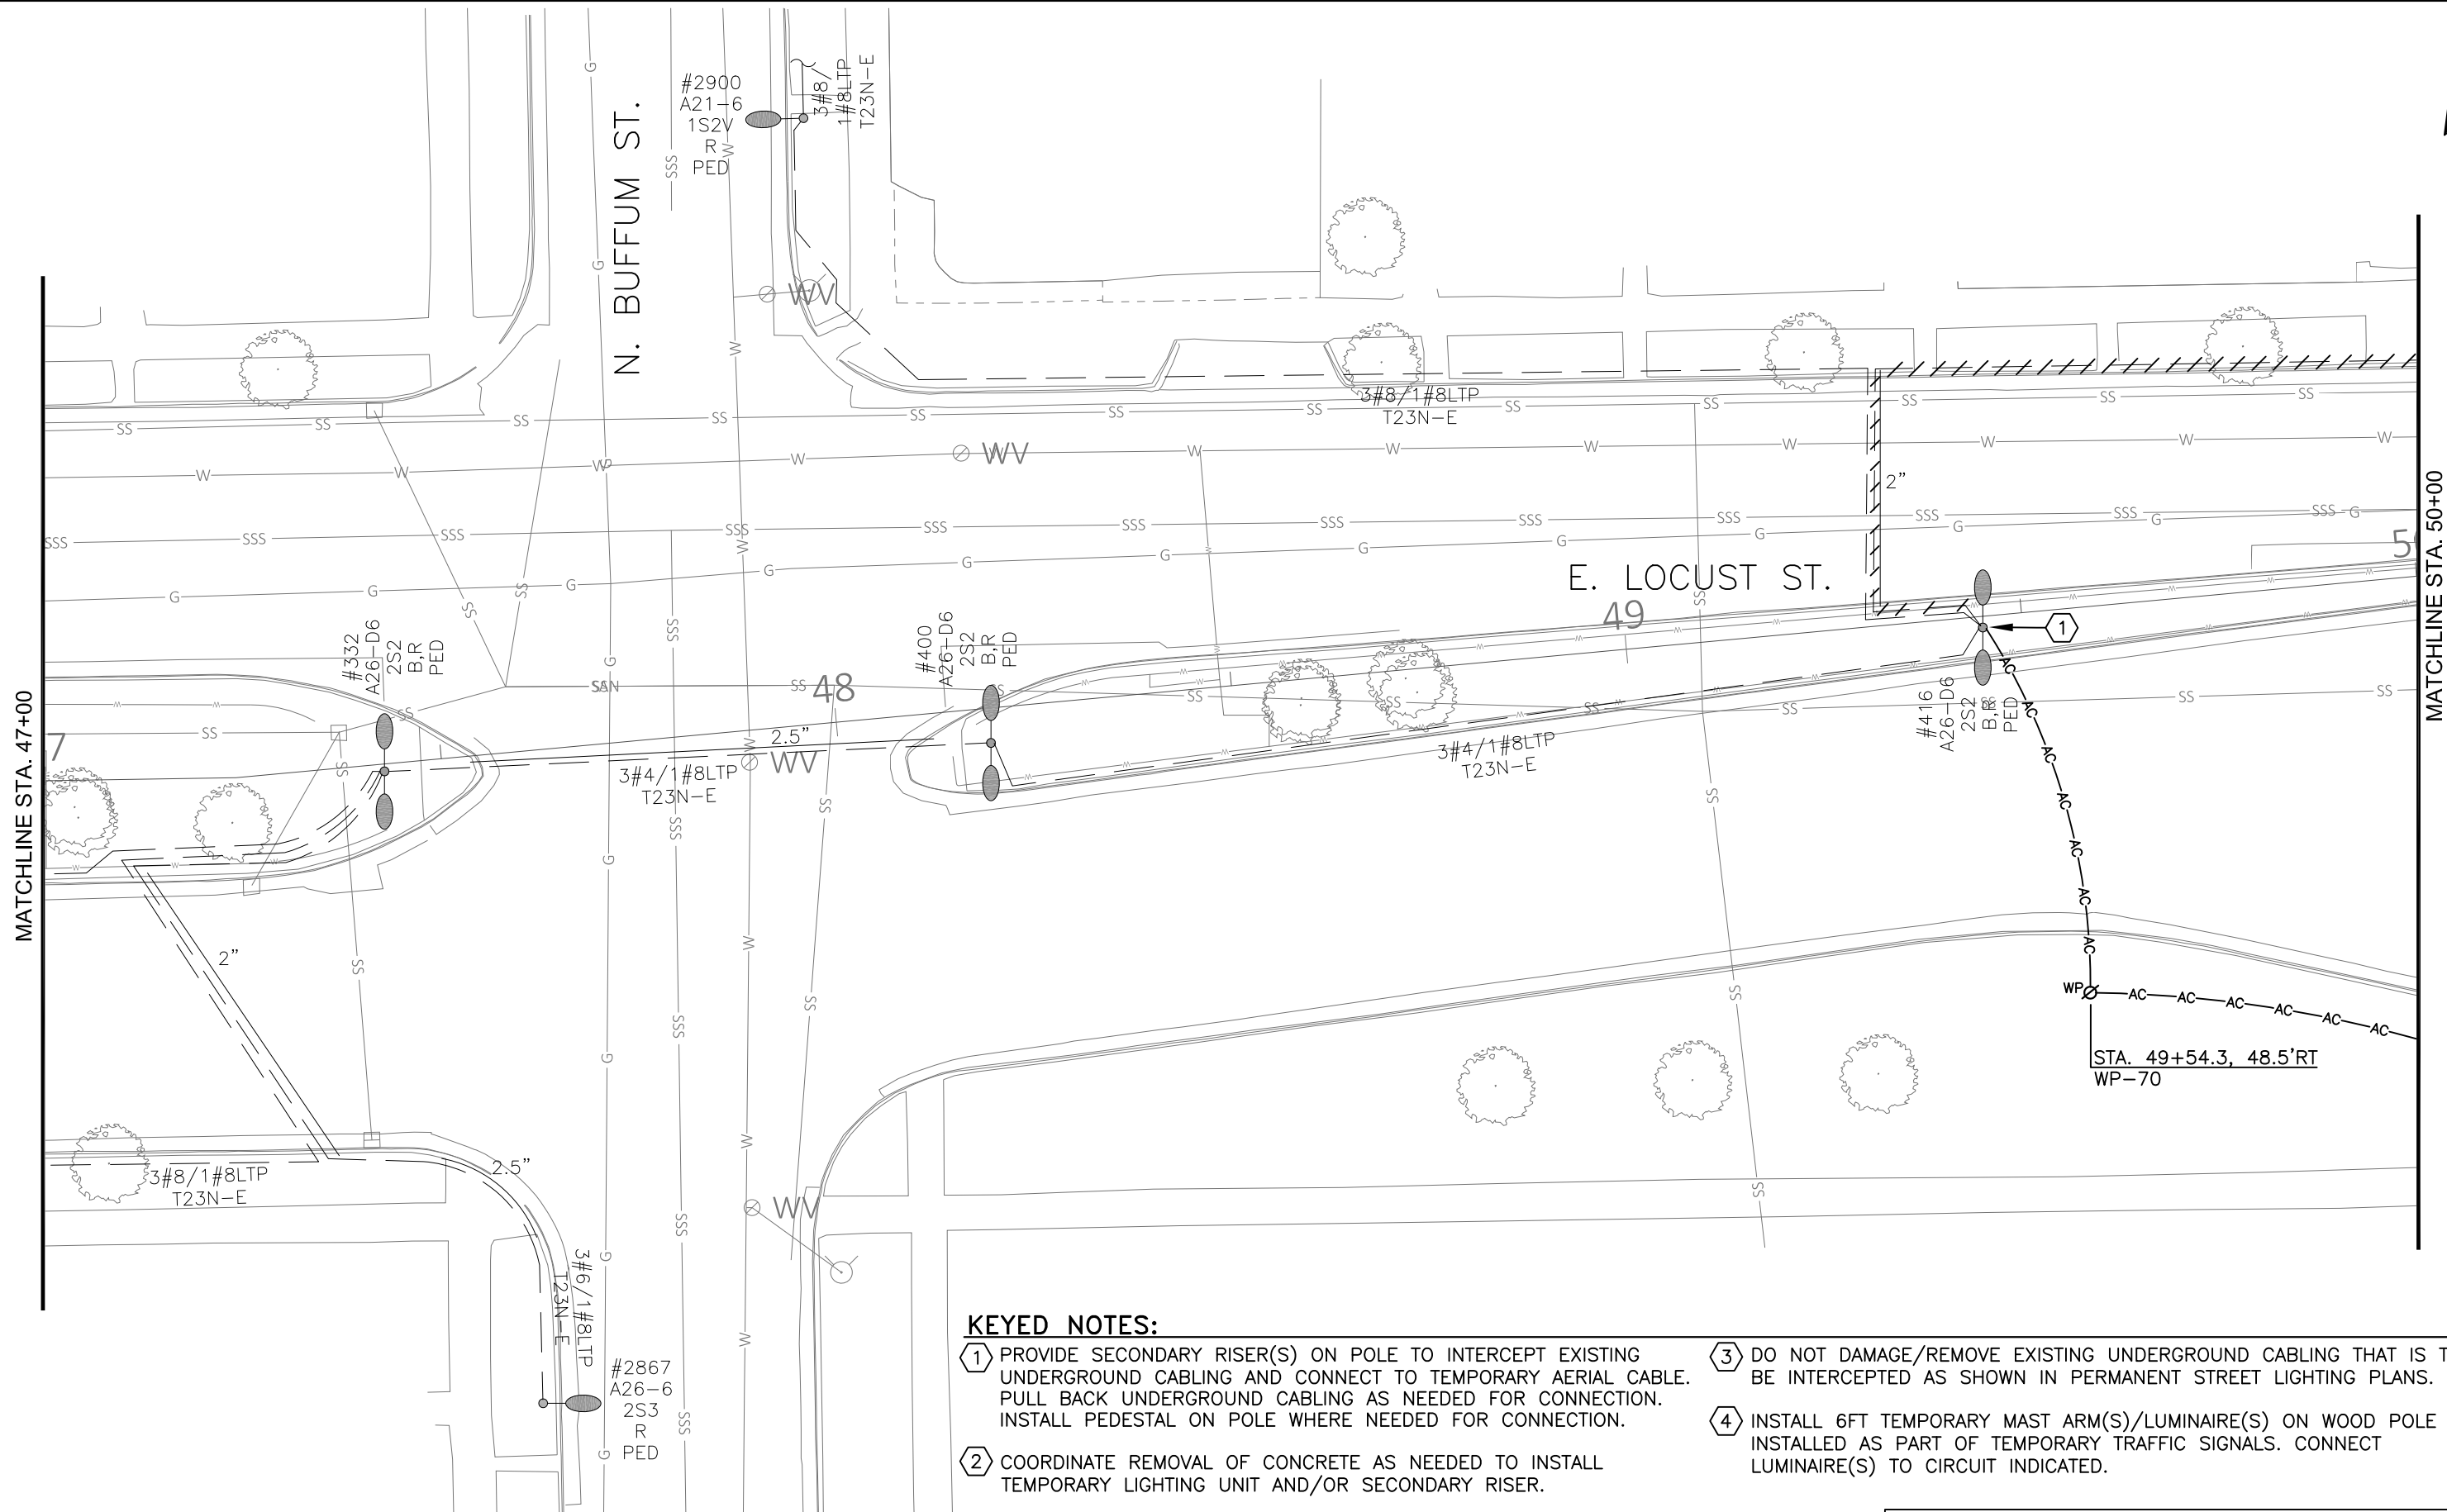 #2900
A21-6
1S2V
R
PED
3#8/
1#8LTP
T23N-E
N. BUFFUM ST.
WV
3#8/1#8LTP
T23N-E
WV
2"
MATCHLINE STA. 50+00
E. LOCUST ST.
49
1
#332
A26-D6
2S2
B,R
PED
#400
A26-D6
2S2
B,R
PED
48
2.5"
WV
3#4/1#8LTP
T23N-E
3#4/1#8LTP
T23N-E
#416
A26-D6
2S2
B,R
PED
MATCHLINE STA. 47+00
7
2"
WP
STA. 49+54.3, 48.5'RT
WP-70
2.5"
3#8/1#8LTP
T23N-E
WV
3#6/1#8LTP
T23N-E
#2867
A26-6
2S3
R
PED
G
W
SS
SSS
AC
KEYED NOTES:
1 PROVIDE SECONDARY RISER(S) ON POLE TO INTERCEPT EXISTING
UNDERGROUND CABLING AND CONNECT TO TEMPORARY AERIAL CABLE.
PULL BACK UNDERGROUND CABLING AS NEEDED FOR CONNECTION.
INSTALL PEDESTAL ON POLE WHERE NEEDED FOR CONNECTION.
2 COORDINATE REMOVAL OF CONCRETE AS NEEDED TO INSTALL
TEMPORARY LIGHTING UNIT AND/OR SECONDARY RISER.
3 DO NOT DAMAGE/REMOVE EXISTING UNDERGROUND CABLING THAT IS
BE INTERCEPTED AS SHOWN IN PERMANENT STREET LIGHTING PLANS.
4 INSTALL 6FT TEMPORARY MAST ARM(S)/LUMINAIRE(S) ON WOOD POLE
INSTALLED AS PART OF TEMPORARY TRAFFIC SIGNALS. CONNECT
LUMINAIRE(S) TO CIRCUIT INDICATED.